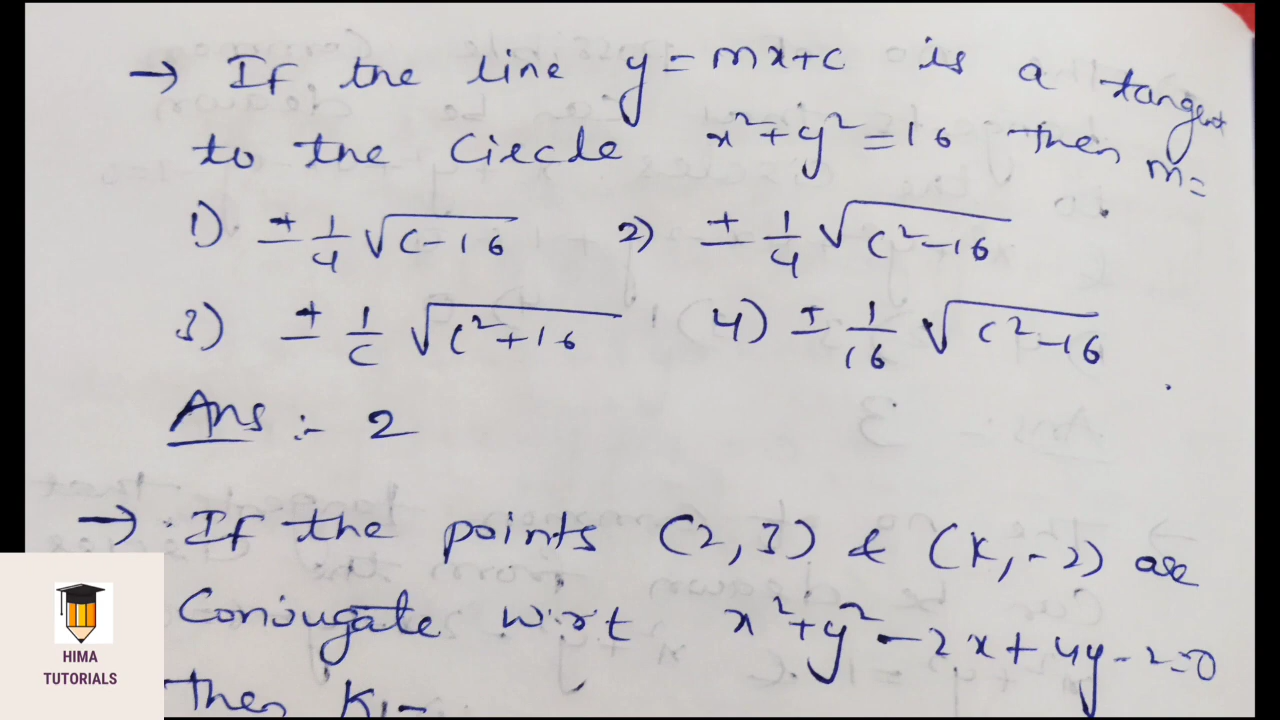 → If the line y = mx+c is a tangent
to the Circle x²+y²=16 then m=
1) ± 1/4 √c-16 2) ± 1/4 √c²-16
3) ± 1/c √c²+16 4) ± 1/16 √c²-16
Ans :- 2
→ If the points (2,3) & (K,-2) are
Conjugate w.r.t x²+y²-2x+4y-2=0
then K=
HIMA
TUTORIALS